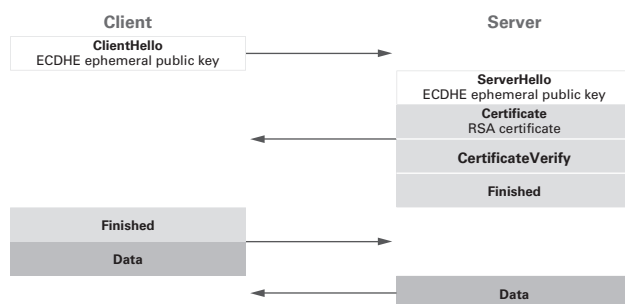 Client
Server
ClientHello
ECDHE ephemeral public key
ServerHello
ECDHE ephemeral public key
Certificate
RSA certificate
CertificateVerify
Finished
Finished
Data
Data